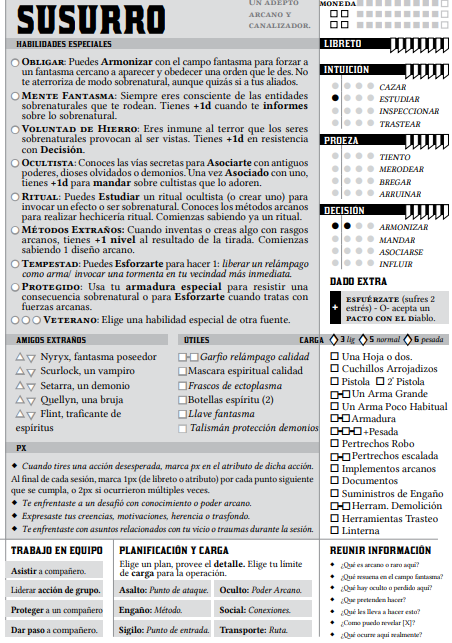 SUSURRO
UN ADEPTO
ARCANO Y
CANALIZADOR.
MONEDA
HABILIDADES ESPECIALES
OBLIGAR: Puedes Armonizar con el campo fantasma para forzar a
un fantasma cercano a aparecer y obedecer una orden que le des. No
te aterroriza de modo sobrenatural, aunque quizás si a tus aliados.
MENTE FANTASMA: Siempre eres consciente de las entidades
sobrenaturales que te rodean. Tienes +1d cuando te informes
sobre lo sobrenatural.
VOLUNTAD DE HIERRO: Eres inmune al terror que los seres
sobrenaturales provocan al ser vistas. Tienes +1d en resistencia
con Decisión.
OCULTISTA: Conoces las vías secretas para Asociarte con antiguos
poderes, dioses olvidados o demonios. Una vez Asociado con uno,
tienes +1d para mandar sobre cultistas que lo adoren.
RITUAL: Puedes Estudiar un ritual ocultista (o crear uno) para
invocar un efecto o ser sobrenatural. Conoces los métodos arcanos
para realizar hechicería ritual. Comienzas sabiendo ya un ritual.
MÉTODOS EXTRAÑOS: Cuando inventas o creas algo con rasgos
arcanos, tienes +1 nivel al resultado de la tirada. Comienzas
sabiendo 1 diseño arcano.
TEMPESTAD: Puedes Esforzarte para hacer 1: liberar un relámpago
como arma/ invocar una tormenta en tu vecindad más inmediata.
PROTEGIDO: Usa tu armadura especial para resistir una
consecuencia sobrenatural o para Esforzarte cuando tratas con
fuerzas arcanas.
VETERANO: Elige una habilidad especial de otra fuente.
LIBRETO
INTUICIÓN
CAZAR
ESTUDIAR
INSPECCIONAR
TRASTEAR
PROEZA
TIENTO
MERODEAR
BREGAR
ARRUINAR
DECISIÓN
ARMONIZAR
MANDAR
ASOCIARSE
INFLUIR
DADO EXTRA
+ ESFUÉRZATE (sufres 2
estrés) - O- acepta un
PACTO CON EL Diablo.
AMIGOS EXTRAÑOS
Nyryx, fantasma poseedor
Scurlock, un vampiro
Setarra, un demonio
Quellyn, una bruja
Flint, traficante de
espíritus
ÚTILES
Garfio relámpago calidad
Mascara espiritual calidad
Frascos de ectoplasma
Botellas espíritu (2)
Llave fantasma
Talismán protección demonios
CARGA 3 lig 5 normal 6 pesada
Una Hoja o dos.
Cuchillos Arrojadizos
Pistola 2ª Pistola
Un Arma Grande
Un Arma Poco Habitual
Armadura
+Pesada
Pertrechos Robo
Pertrechos escalada
Implementos arcanos
Documentos
Suministros de Engaño
Herram. Demolición
Herramientas Trasteo
Linterna
PX
Cuando tires una acción desesperada, marca px en el atributo de dicha acción.
Al final de cada sesión, marca 1px (de libreto o atributo) por cada punto siguiente
que se cumpla, o 2px si ocurrieron múltiples veces.
Te enfrentaste a un desafió con conocimiento o poder arcano.
Expresaste tus creencias, motivaciones, herencia o trasfondo.
Te enfrentaste con asuntos relacionados con tu vicio o traumas durante la sesión.
TRABAJO EN EQUIPO
Asistir a compañero.
Liderar acción de grupo.
Proteger a un compañero
Dar paso a compañero.
PLANIFICACIÓN Y CARGA
Elige un plan, provee el detalle. Elige tu límite
de carga para la operación.
Asalto: Punto de ataque.
Oculto: Poder Arcano.
Engaño: Método.
Social: Conexiones.
Sigilo: Punto de entrada.
Transporte: Ruta.
REUNIR INFORMACIÓN
¿Qué es arcano o raro aquí?
¿Qué resuena en el campo fantasma?
¿Qué hay oculto o perdido aquí?
¿Que pretenden hacer?
¿Qué les lleva a hacer esto?
¿Como puedo revelar [X]?
¿Qué ocurre aquí realmente?